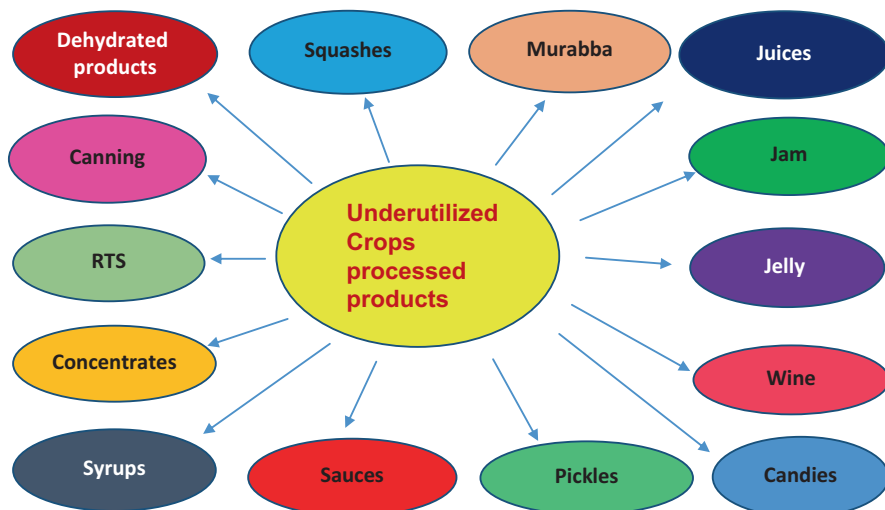 Dehydrated
products
Squashes
Murabba
Juices
Canning
Jam
Underutilized
Crops
processed
products
RTS
Jelly
Concentrates
Wine
Syrups
Sauces
Pickles
Candies